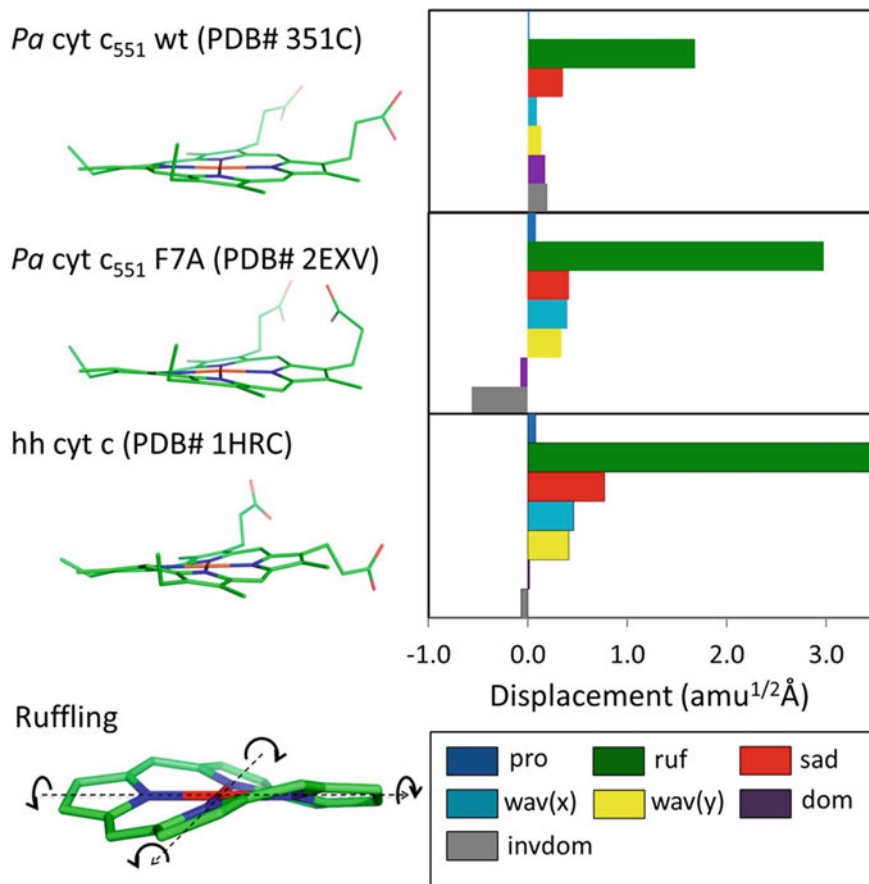 Pa cyt c551 wt (PDB# 351C)
Pa cyt c551 F7A (PDB# 2EXV)
hh cyt c (PDB# 1HRC)
-1.0 0.0 1.0 2.0 3.0
Displacement (amu1/2Å)
Ruffling
pro ruf sad
wav(x) wav(y) dom
invdom